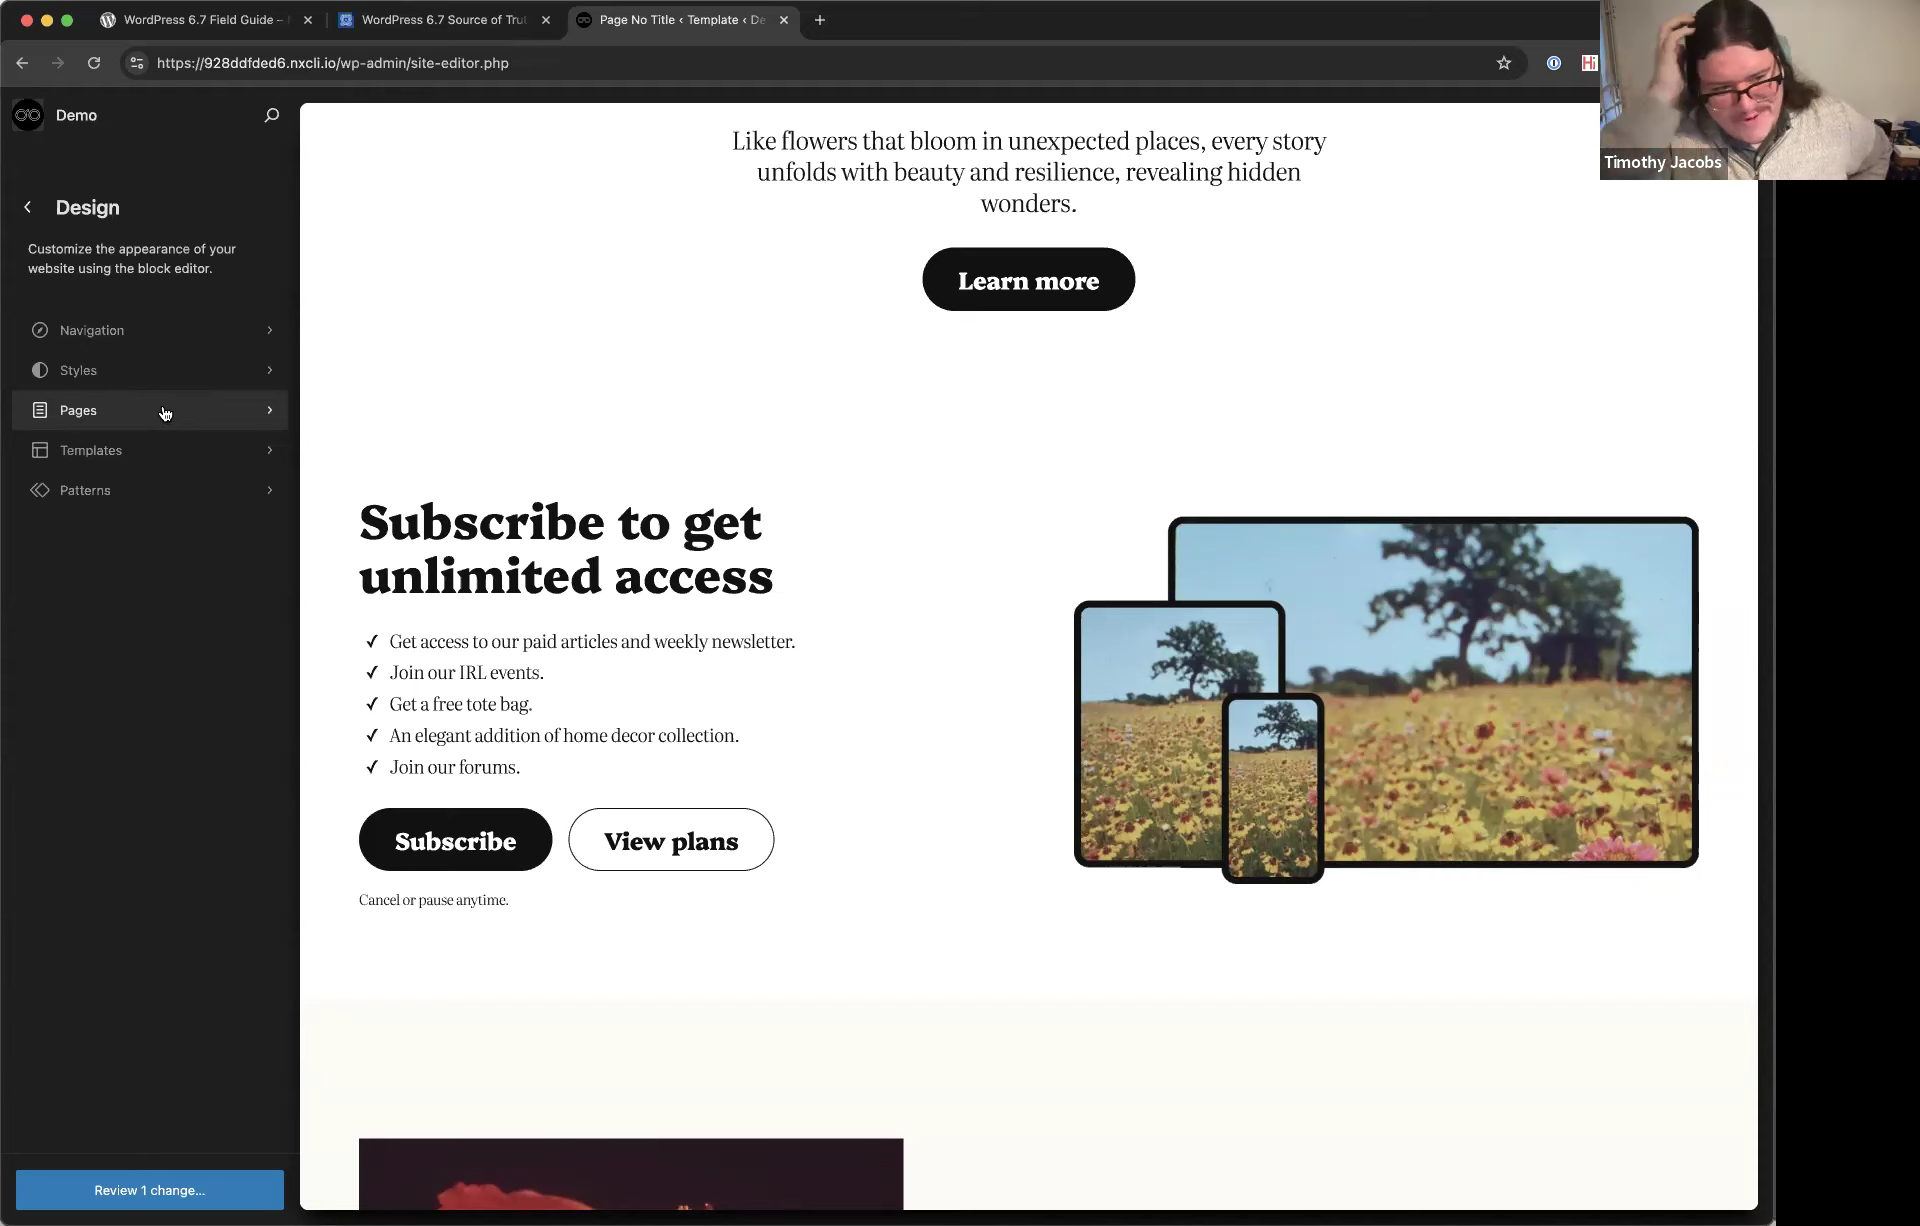 WordPress 6.7 Field Guide –
WordPress 6.7 Source of Tru
Page No Title ‹ Template ‹ De
https://928ddfded6.nxcli.io/wp-admin/site-editor.php
Hi
Timothy Jacobs
Demo
Design
Customize the appearance of your
website using the block editor.
Navigation
Styles
Pages
Templates
Patterns
Review 1 change...
Like flowers that bloom in unexpected places, every story
unfolds with beauty and resilience, revealing hidden
wonders.
Learn more
Subscribe to get
unlimited access
✓ Get access to our paid articles and weekly newsletter.
✓ Join our IRL events.
✓ Get a free tote bag.
✓ An elegant addition of home decor collection.
✓ Join our forums.
Subscribe
View plans
Cancel or pause anytime.